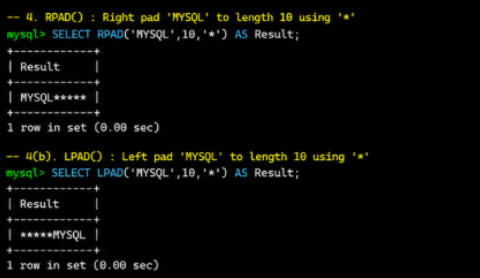 -- 4. RPAD() : Right pad 'MYSQL' to length 10 using '*'
mysql> SELECT RPAD('MYSQL',10,'*') AS Result;
+------------+
| Result     |
+------------+
| MYSQL***** |
+------------+
1 row in set (0.00 sec)

-- 4(b). LPAD() : Left pad 'MYSQL' to length 10 using '*'
mysql> SELECT LPAD('MYSQL',10,'*') AS Result;
+------------+
| Result     |
+------------+
| *****MYSQL |
+------------+
1 row in set (0.00 sec)